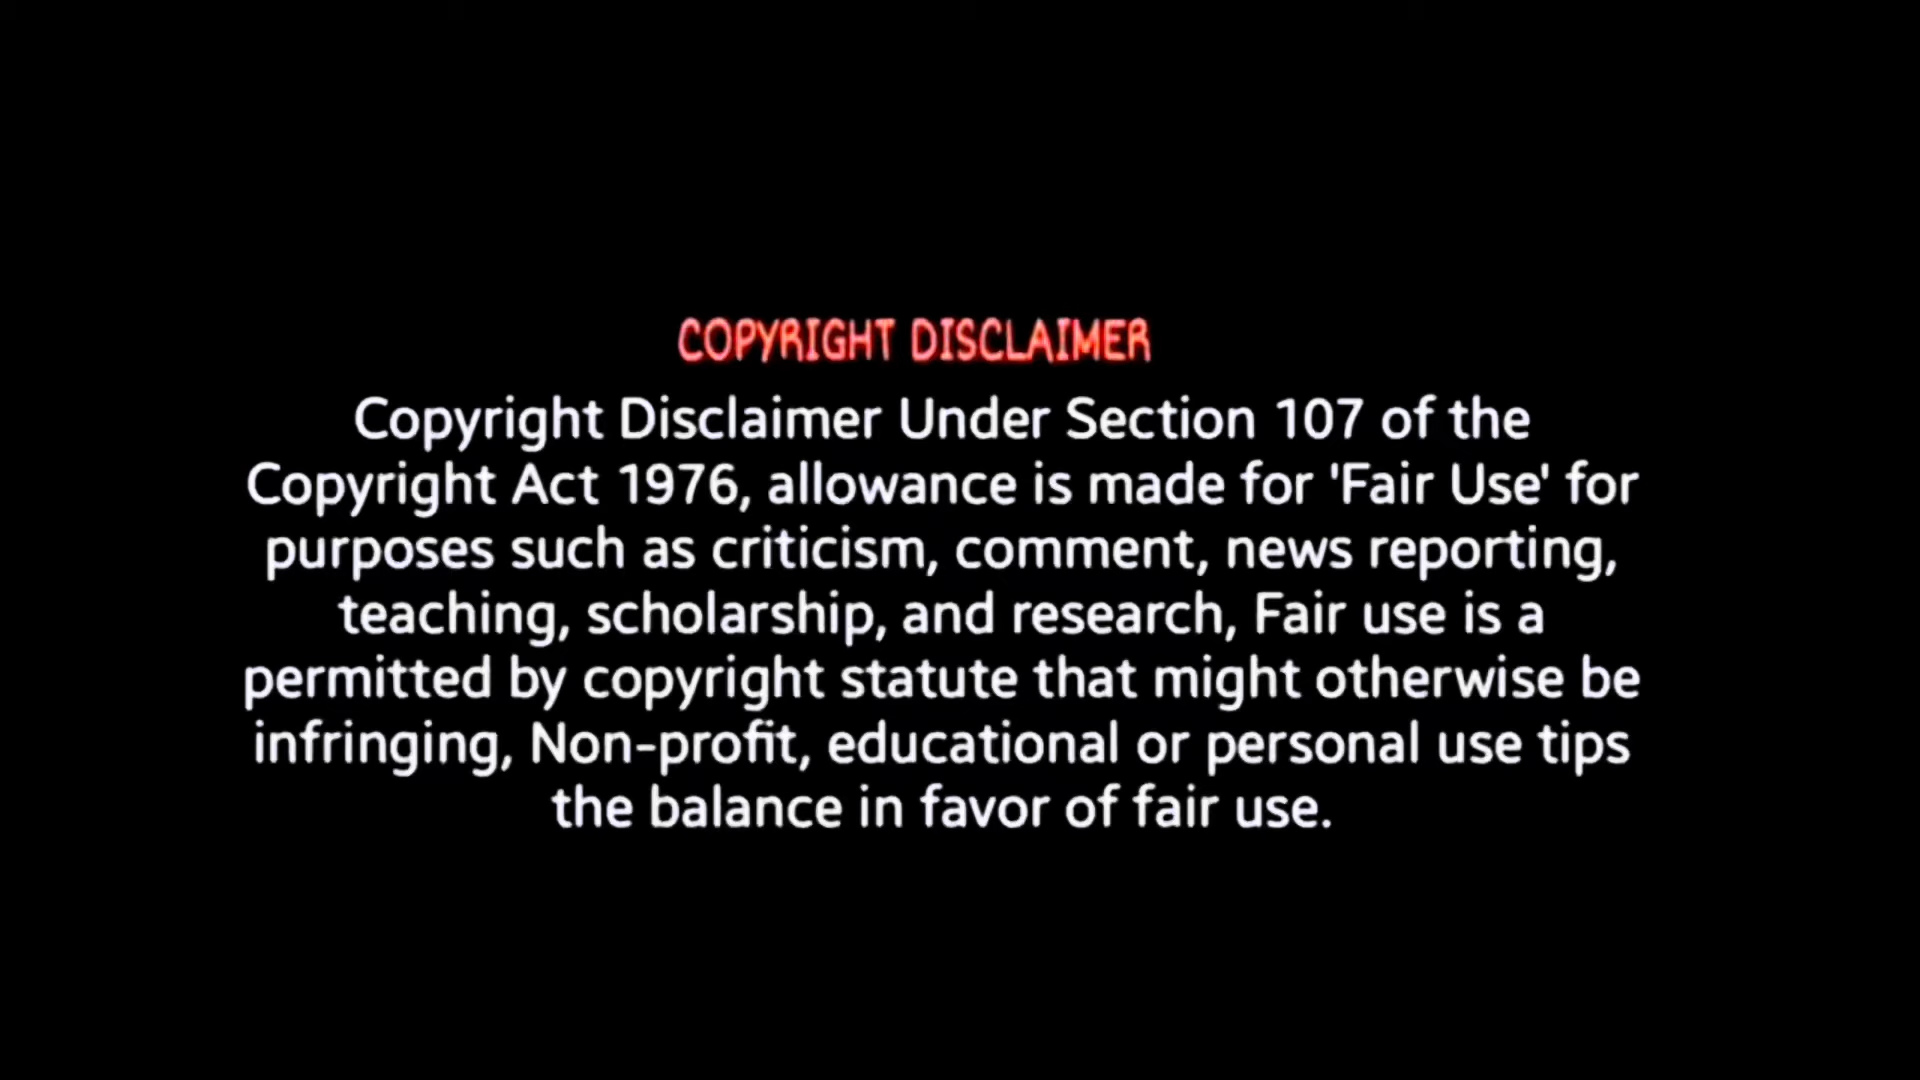 COPYRIGHT DISCLAIMER
Copyright Disclaimer Under Section 107 of the
Copyright Act 1976, allowance is made for 'Fair Use' for
purposes such as criticism, comment, news reporting,
teaching, scholarship, and research, Fair use is a
permitted by copyright statute that might otherwise be
infringing, Non-profit, educational or personal use tips
the balance in favor of fair use.